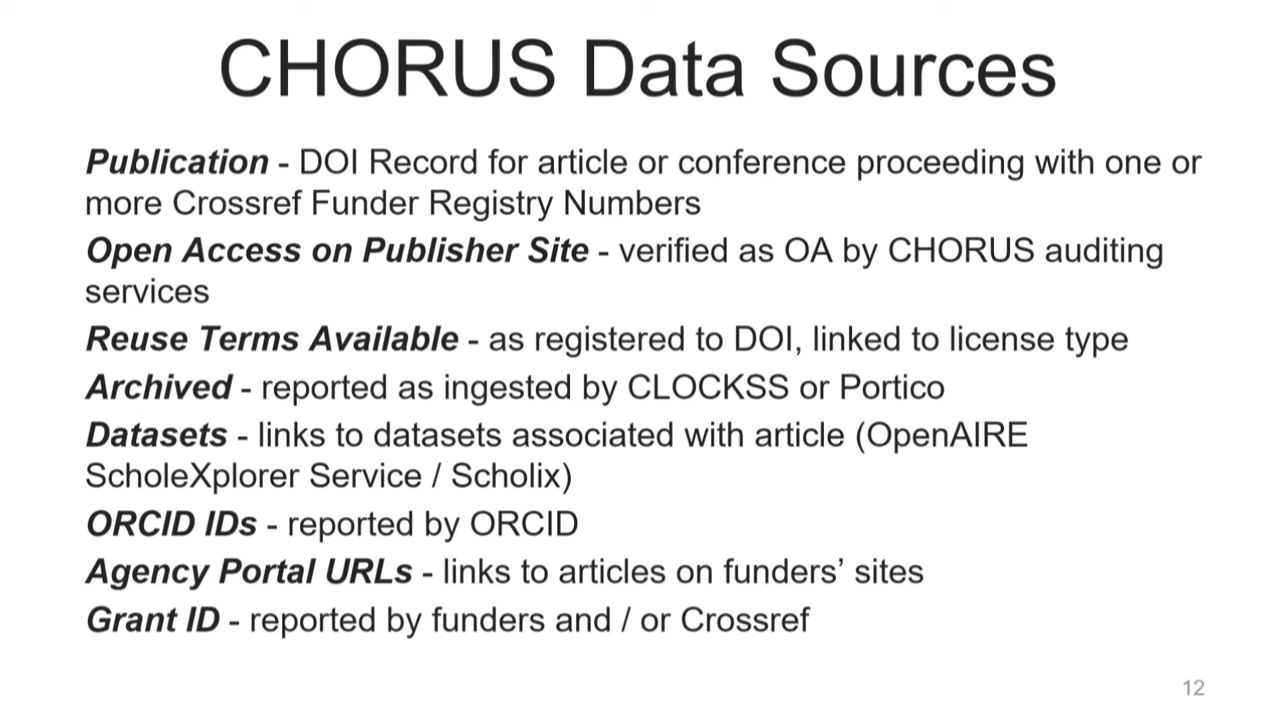 CHORUS Data Sources
Publication - DOI Record for article or conference proceeding with one or
more Crossref Funder Registry Numbers
Open Access on Publisher Site - verified as OA by CHORUS auditing
services
Reuse Terms Available - as registered to DOI, linked to license type
Archived - reported as ingested by CLOCKSS or Portico
Datasets - links to datasets associated with article (OpenAIRE
ScholeXplorer Service / Scholix)
ORCID IDs - reported by ORCID
Agency Portal URLs - links to articles on funders’ sites
Grant ID - reported by funders and / or Crossref
12